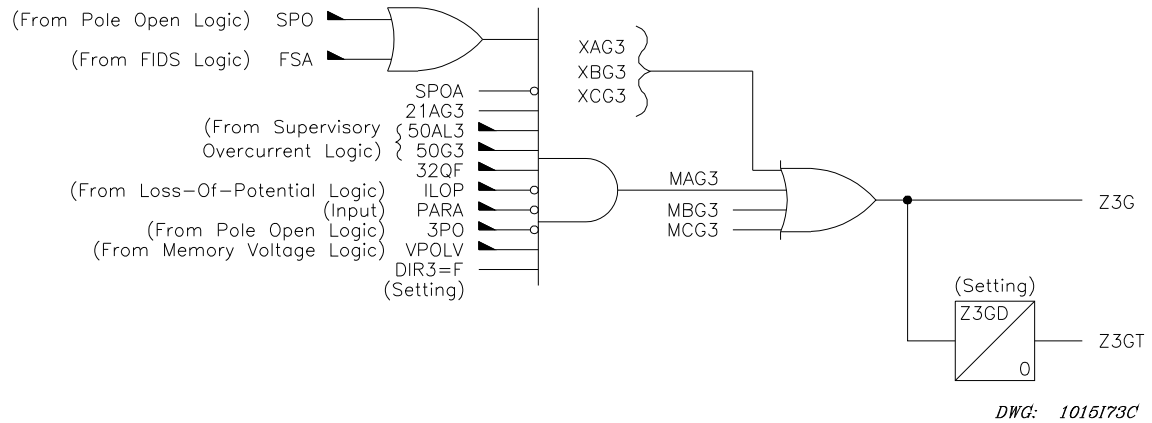 (From Pole Open Logic) SPO
(From FIDS Logic) FSA
SPOA
21AG3
(From Supervisory 50AL3
Overcurrent Logic) 50G3
32QF
(From Loss-Of-Potential Logic) ILOP
(Input) PARA
(From Pole Open Logic) 3PO
(From Memory Voltage Logic) VPOLV
DIR3=F
(Setting)
XAG3
XBG3
XCG3
MAG3
MBG3
MCG3
Z3G
(Setting)
Z3GD
0
Z3GT
DWG: 1015I73C